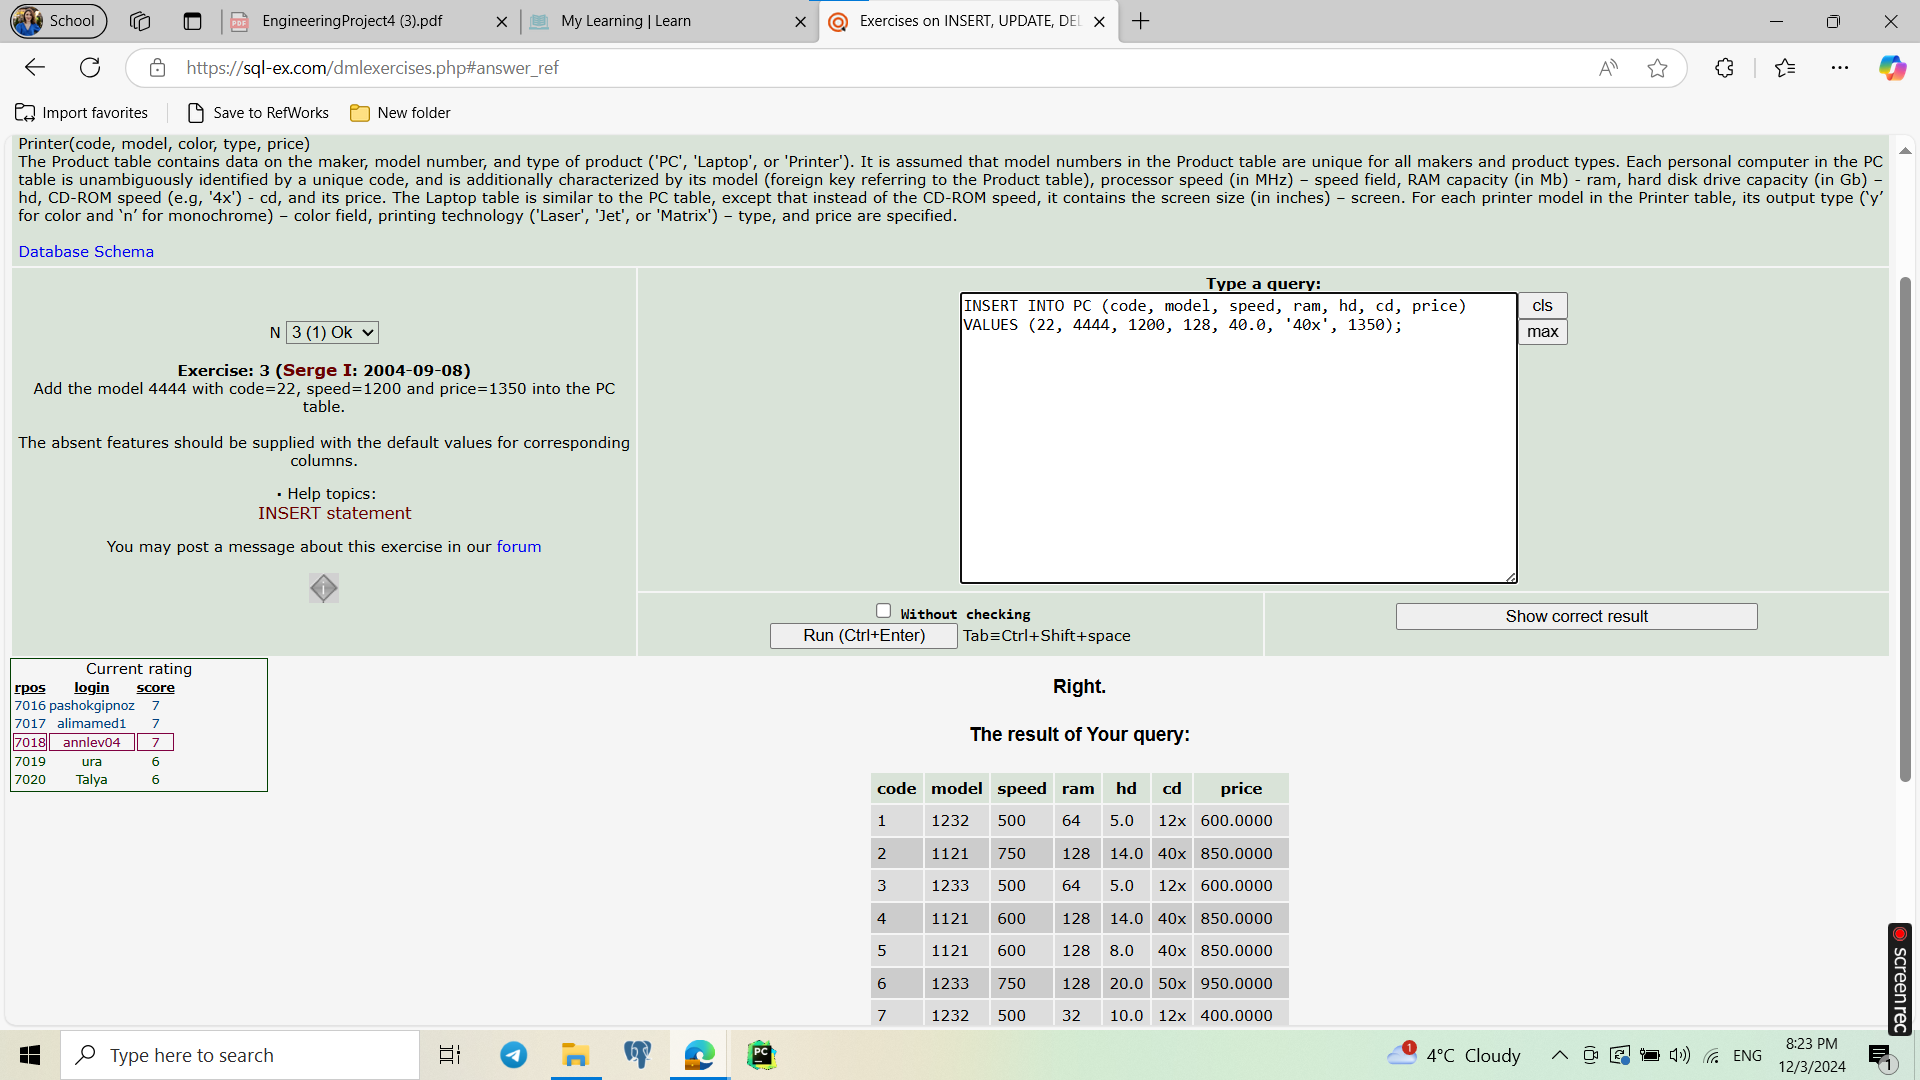 School
EngineeringProject4 (3).pdf
My Learning | Learn
Exercises on INSERT, UPDATE, DEL
https://sql-ex.com/dmlexercises.php#answer_ref
Import favorites
Save to RefWorks
New folder
Printer(code, model, color, type, price)
The Product table contains data on the maker, model number, and type of product ('PC', 'Laptop', or 'Printer'). It is assumed that model numbers in the Product table are unique for all makers and product types. Each personal computer in the PC
table is unambiguously identified by a unique code, and is additionally characterized by its model (foreign key referring to the Product table), processor speed (in MHz) – speed field, RAM capacity (in Mb) - ram, hard disk drive capacity (in Gb) –
hd, CD-ROM speed (e.g, '4x') - cd, and its price. The Laptop table is similar to the PC table, except that instead of the CD-ROM speed, it contains the screen size (in inches) – screen. For each printer model in the Printer table, its output type (‘y’
for color and ‘n’ for monochrome) – color field, printing technology ('Laser', 'Jet', or 'Matrix') – type, and price are specified.
Database Schema
N 3 (1) Ok
Exercise: 3 (Serge I: 2004-09-08)
Add the model 4444 with code=22, speed=1200 and price=1350 into the PC
table.
The absent features should be supplied with the default values for corresponding
columns.
· Help topics:
INSERT statement
You may post a message about this exercise in our forum
Type a query:
INSERT INTO PC (code, model, speed, ram, hd, cd, price)
VALUES (22, 4444, 1200, 128, 40.0, '40x', 1350);
cls
max
Without checking
Run (Ctrl+Enter) Tab≡Ctrl+Shift+space
Show correct result
Current rating
rpos login score
7016 pashokgipnoz 7
7017 alimamed1 7
7018 annlev04 7
7019 ura 6
7020 Talya 6
Right.
The result of Your query:
code model speed ram hd cd price
1 1232 500 64 5.0 12x 600.0000
2 1121 750 128 14.0 40x 850.0000
3 1233 500 64 5.0 12x 600.0000
4 1121 600 128 14.0 40x 850.0000
5 1121 600 128 8.0 40x 850.0000
6 1233 750 128 20.0 50x 950.0000
7 1232 500 32 10.0 12x 400.0000
screenrec
Type here to search
PC
1
4°C Cloudy
ENG
8:23 PM
12/3/2024
1